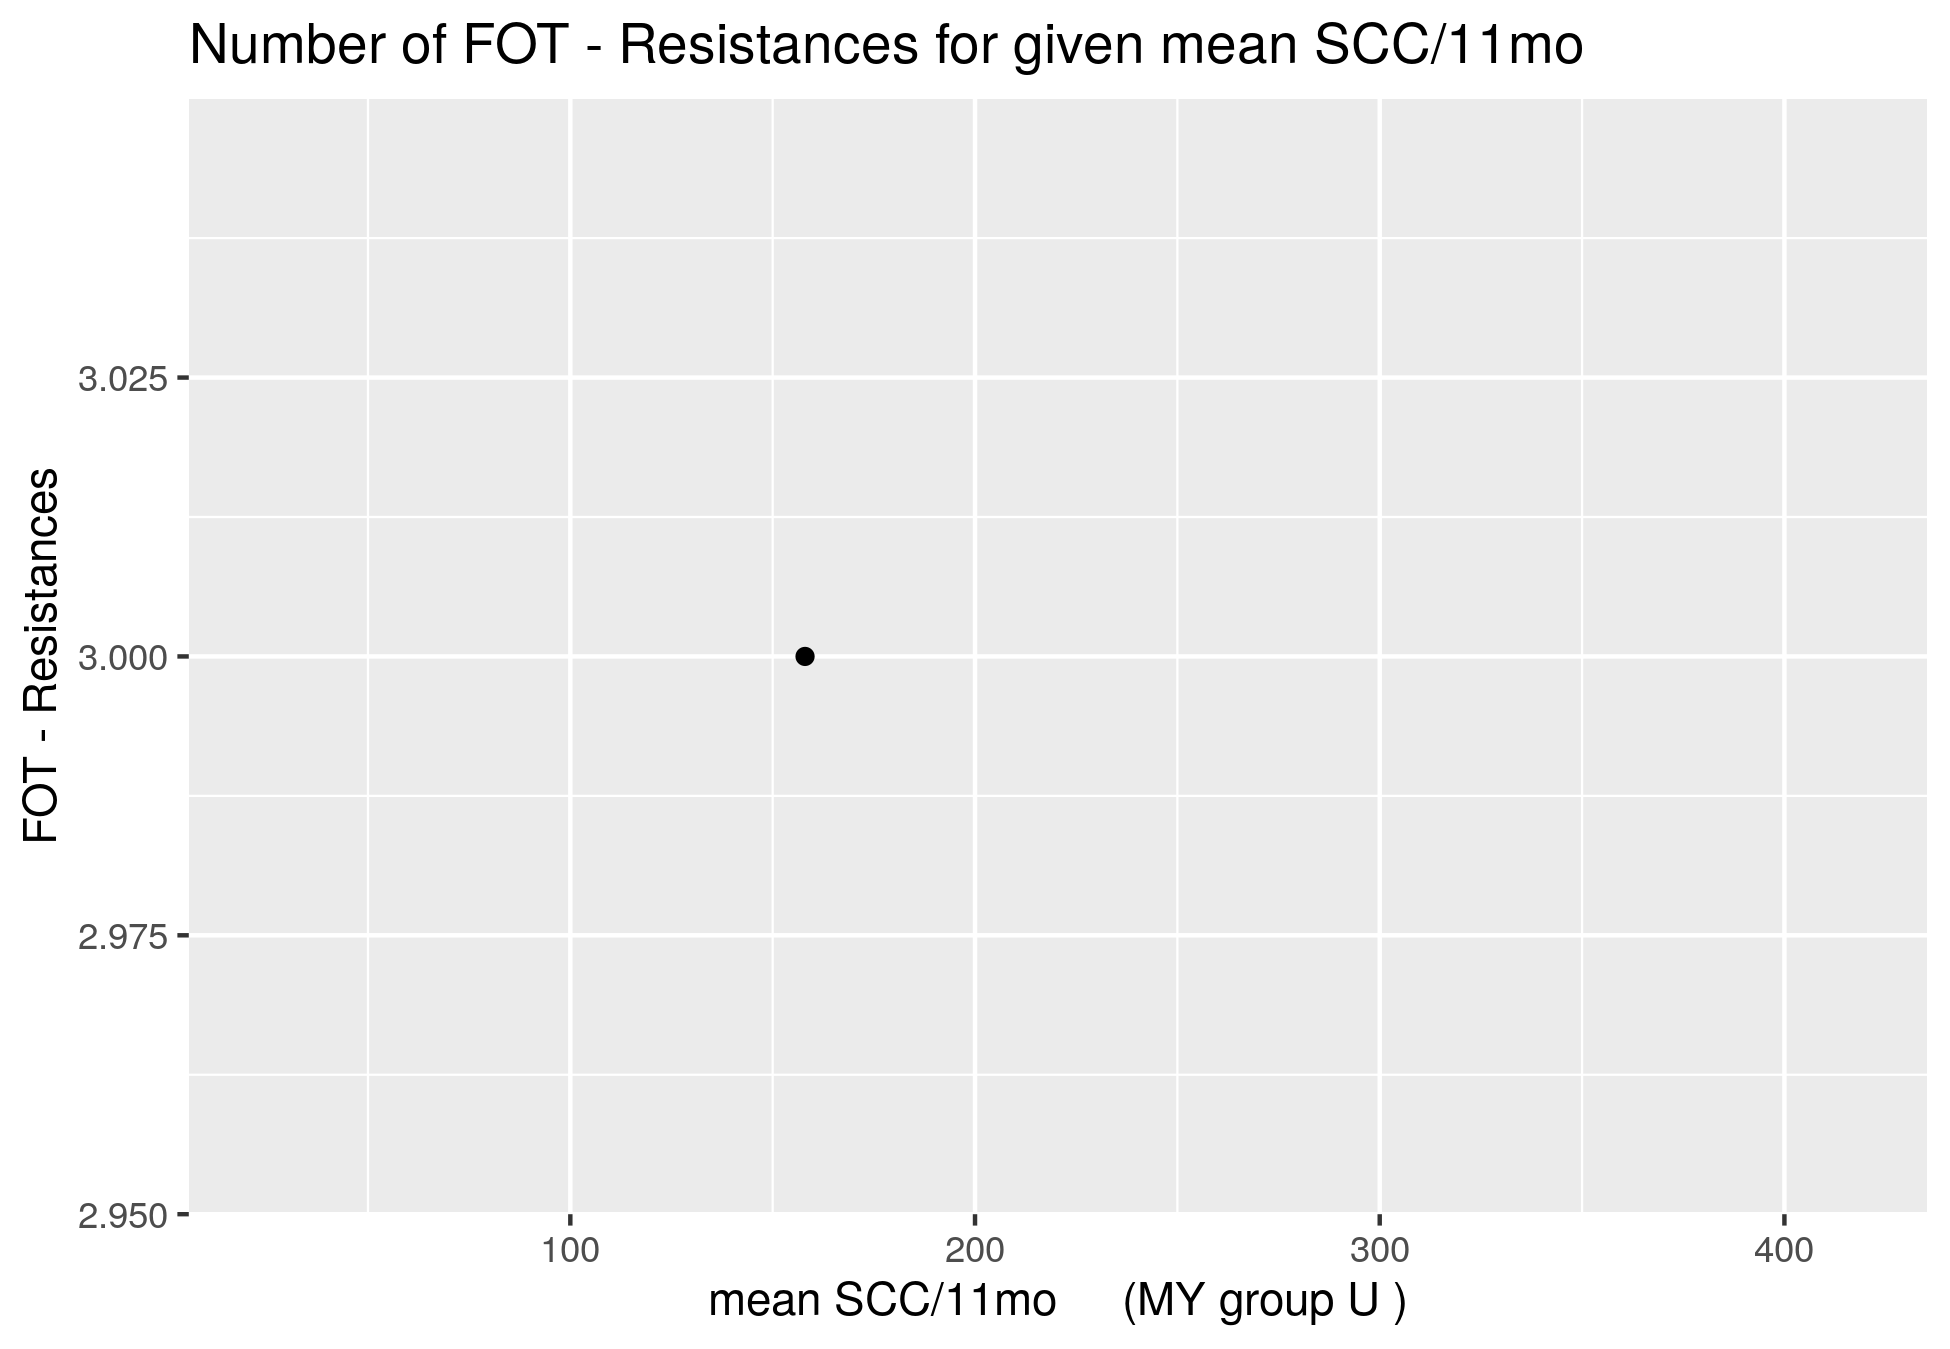 Number of FOT - Resistances for given mean SCC/11mo
FOT - Resistances
3.025
3.000
2.975
2.950
100 200 300 400
mean SCC/11mo (MY group U )